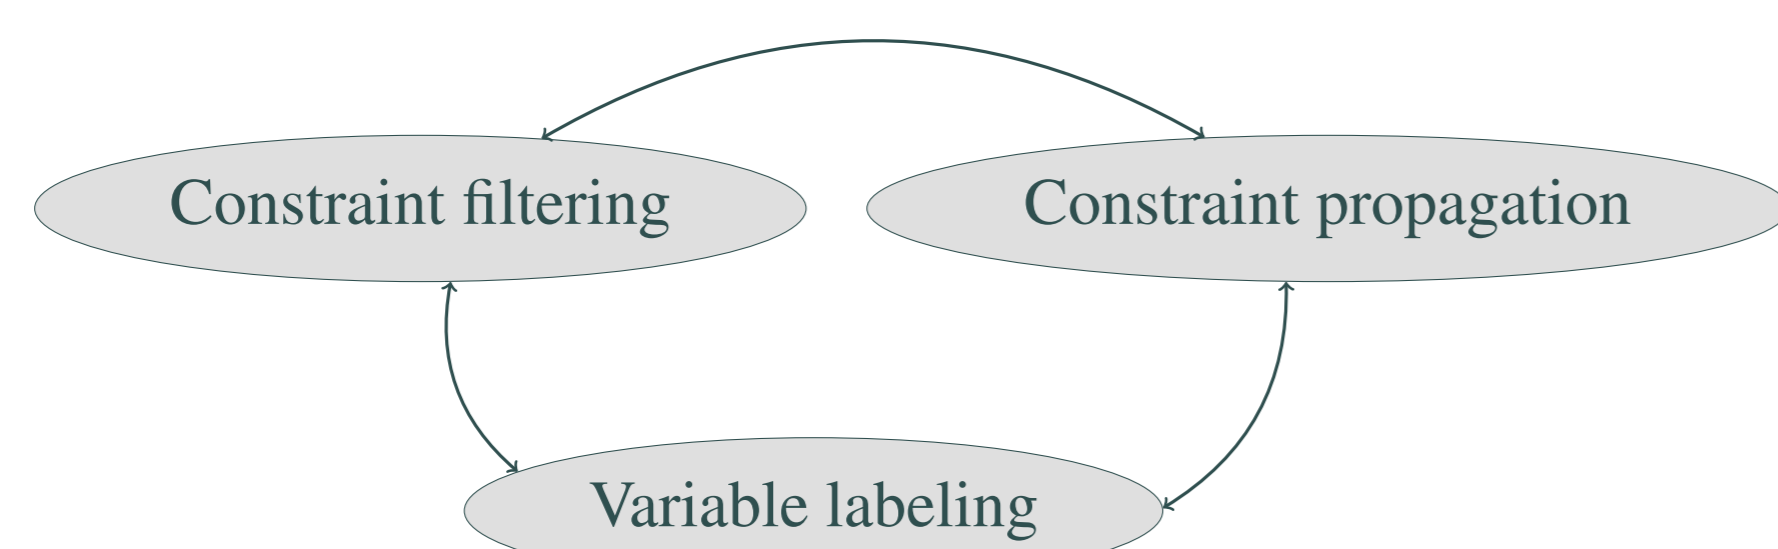 Constraint filtering
Constraint propagation
Variable labeling